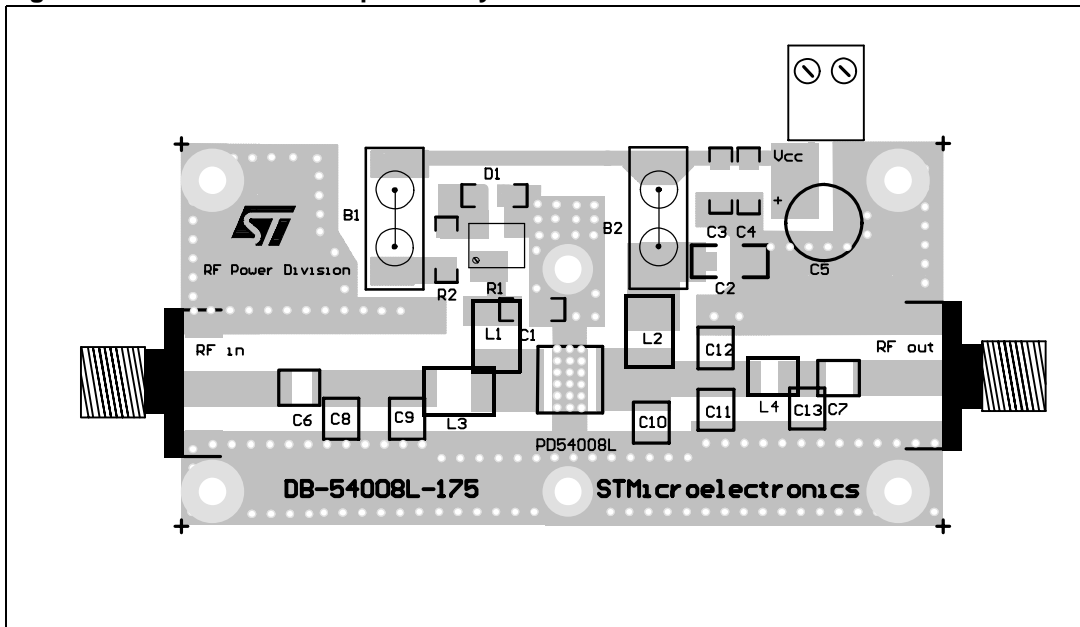 Vcc
+
D1
B1
B2
C3 C4
C5
ST
RF Power Division
R1
R2
C2
L1
C1
L2
C12
RF in
RF out
C6
C8
C9
L3
C10
C11
L4
C13
C7
PD54008L
DB-54008L-175
STMicroelectronics